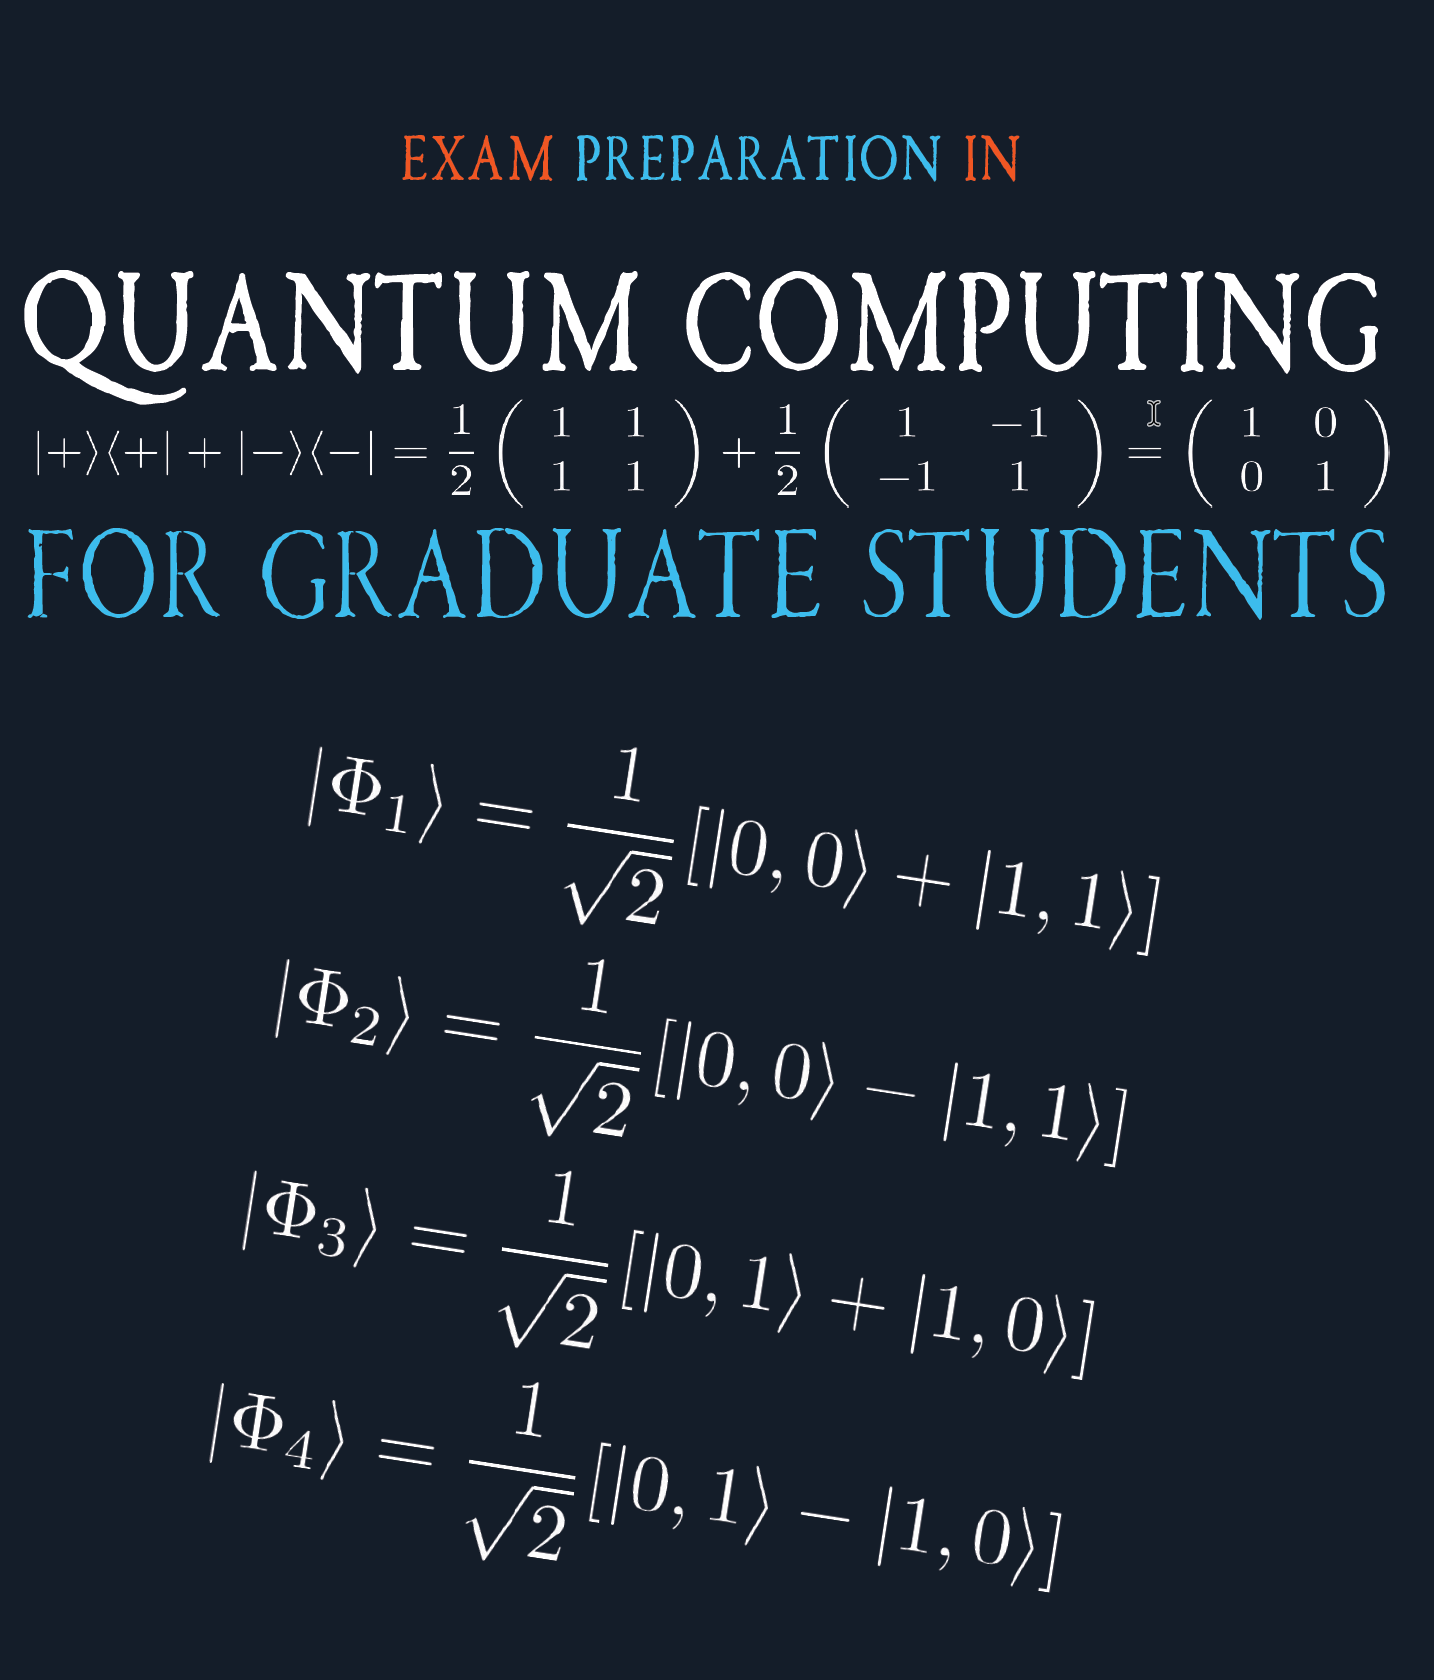 EXAM PREPARATION IN
QUANTUM COMPUTING
|+⟩⟨+| + |−⟩⟨−| = 1/2 ( 1 1 ; 1 1 ) + 1/2 ( 1 −1 ; −1 1 ) = ( 1 0 ; 0 1 )
FOR GRADUATE STUDENTS
|Φ₁⟩ = 1/√2 [|0, 0⟩ + |1, 1⟩]
|Φ₂⟩ = 1/√2 [|0, 0⟩ − |1, 1⟩]
|Φ₃⟩ = 1/√2 [|0, 1⟩ + |1, 0⟩]
|Φ₄⟩ = 1/√2 [|0, 1⟩ − |1, 0⟩]